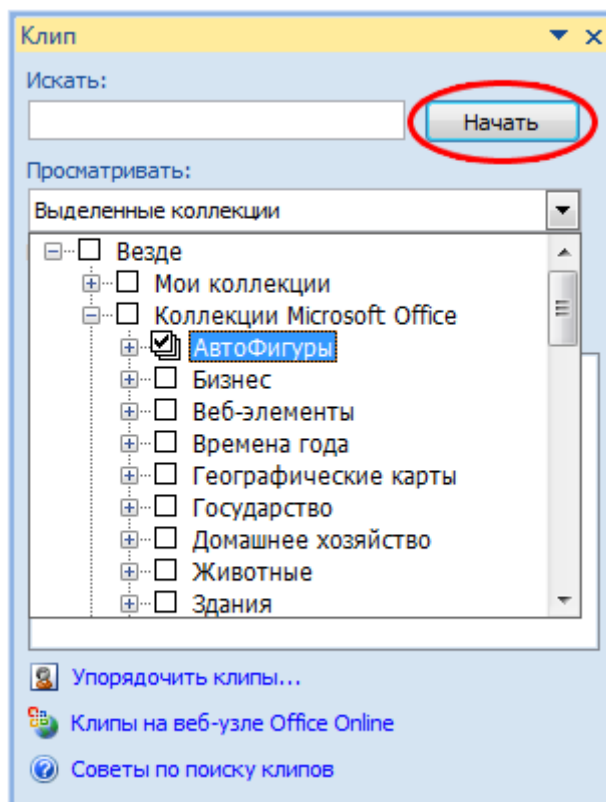 Клип
Искать:
Начать
Просматривать:
Выделенные коллекции
Везде
Мои коллекции
Коллекции Microsoft Office
АвтоФигуры
Бизнес
Веб-элементы
Времена года
Географические карты
Государство
Домашнее хозяйство
Животные
Здания
Упорядочить клипы...
Клипы на веб-узле Office Online
Советы по поиску клипов